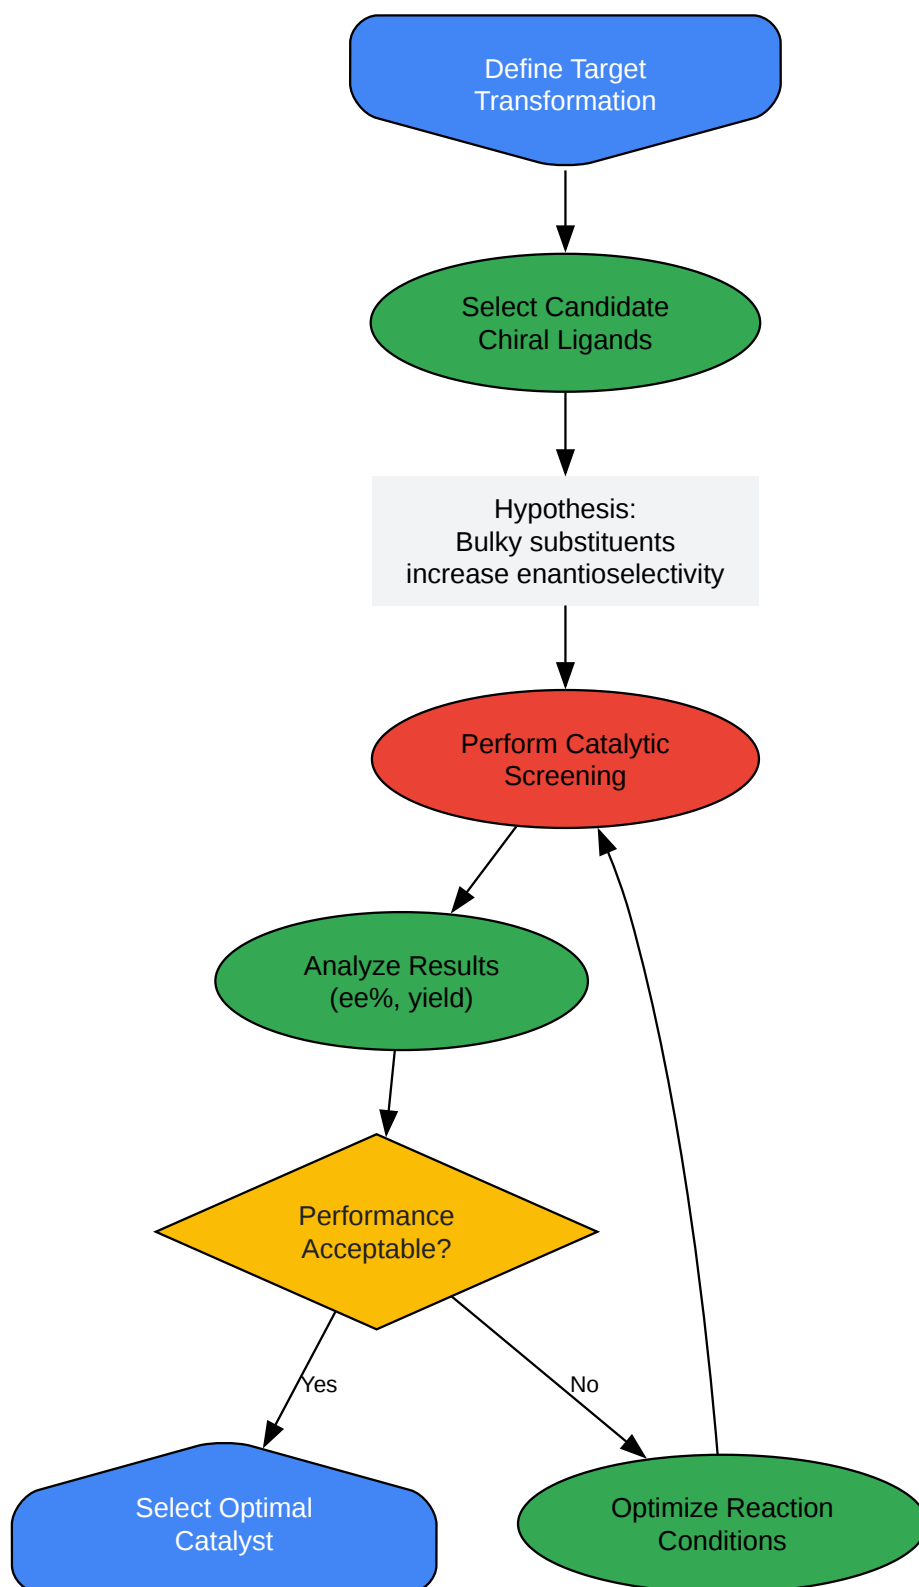 Define Target
Transformation
Select Candidate
Chiral Ligands
Hypothesis:
Bulky substituents
increase enantioselectivity
Perform Catalytic
Screening
Analyze Results
(ee%, yield)
Performance
Acceptable?
Yes
No
Select Optimal
Catalyst
Optimize Reaction
Conditions